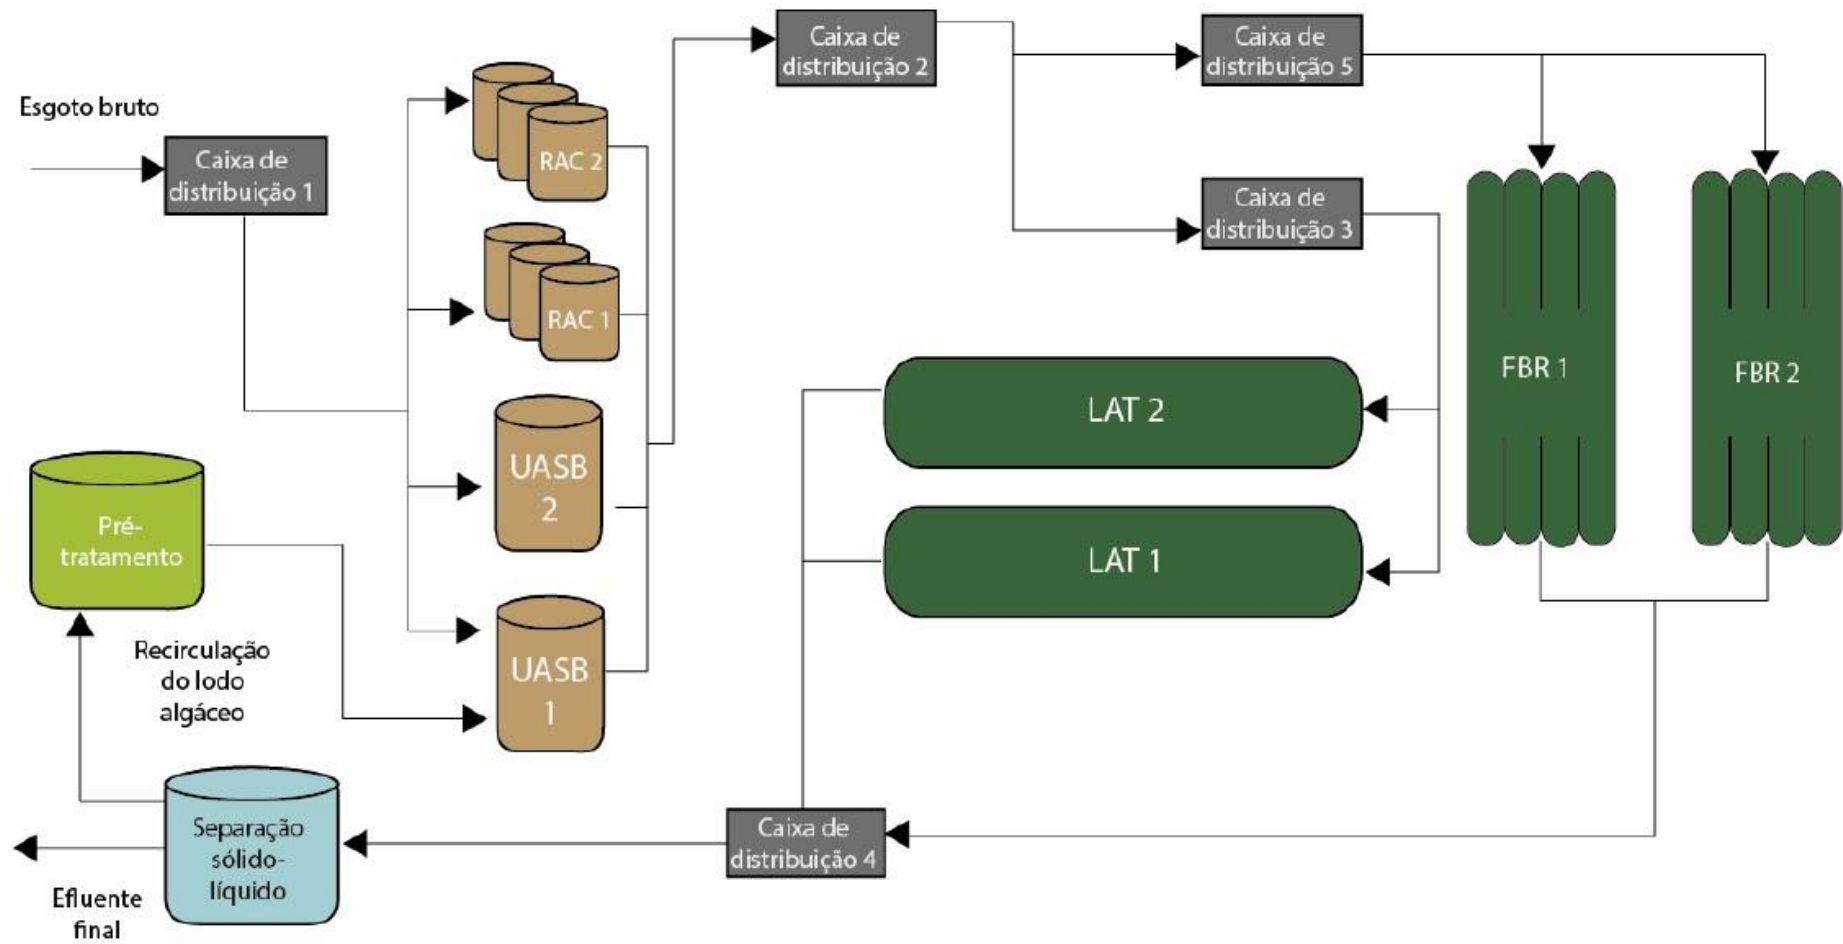 Esgoto bruto
Caixa de
distribuição 1
RAC 2
RAC 1
UASB
2
UASB
1
Caixa de
distribuição 2
Caixa de
distribuição 5
Caixa de
distribuição 3
FBR 1
FBR 2
LAT 2
LAT 1
Caixa de
distribuição 4
Pré-
tratamento
Recirculação
do lodo
algáceo
Separação
sólido-
líquido
Efluente
final